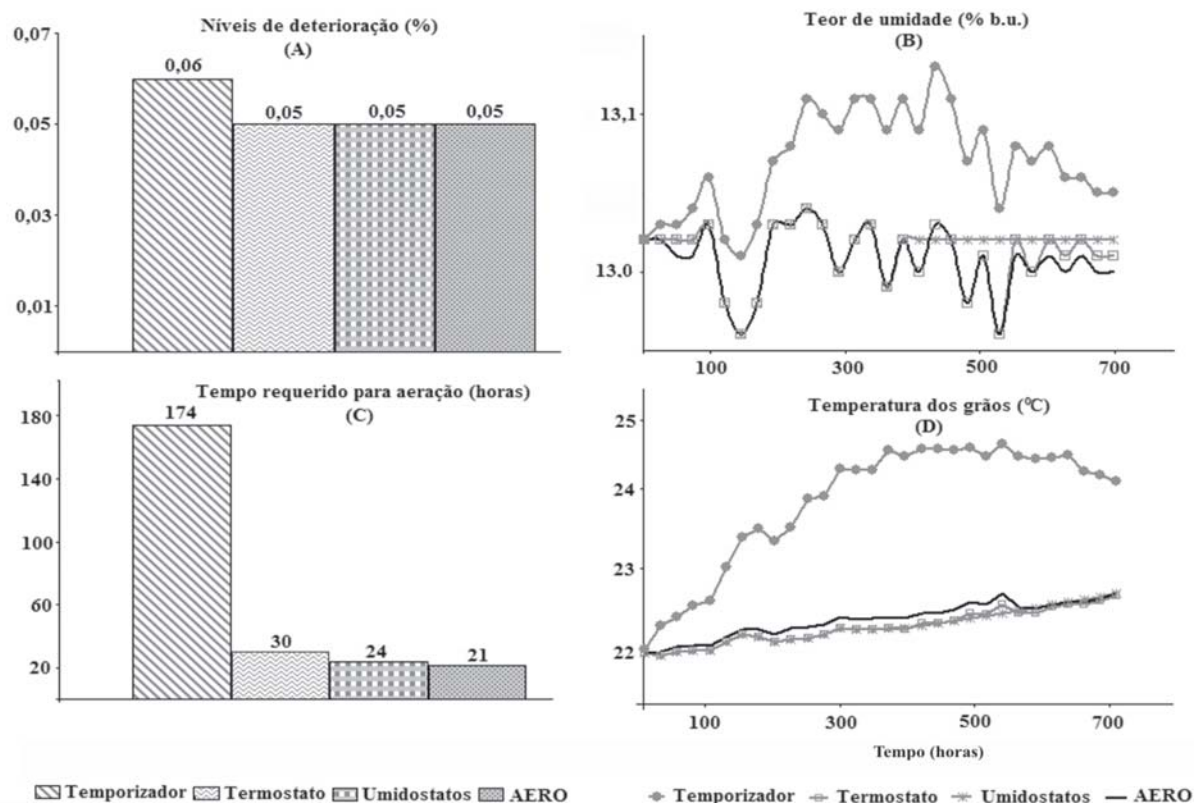 Níveis de deterioração (%)
(A)
0,07
0,05
0,03
0,01
0,06
0,05
0,05
0,05
Teor de umidade (% b.u.)
(B)
13,1
13.0
100
300
500
700
Tempo requerido para aeração (horas)
(C)
180
140
100
60
20
174
30
24
21
Temperatura dos grãos (ºC)
(D)
25
24
23
22
100
300
500
700
Tempo (horas)
Temporizador Termostato Umidostatos AERO
Temporizador Termostato Umidostatos AERO